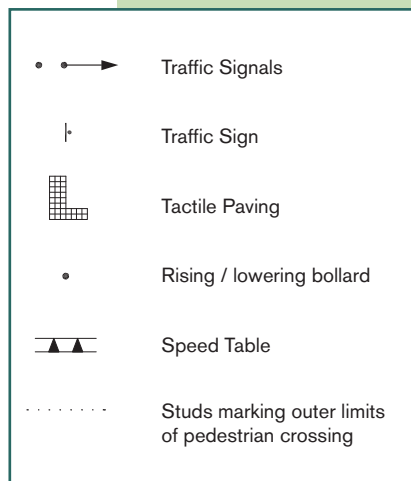 Traffic Signals
Traffic Sign
Tactile Paving
Rising / lowering bollard
Speed Table
Studs marking outer limits
of pedestrian crossing